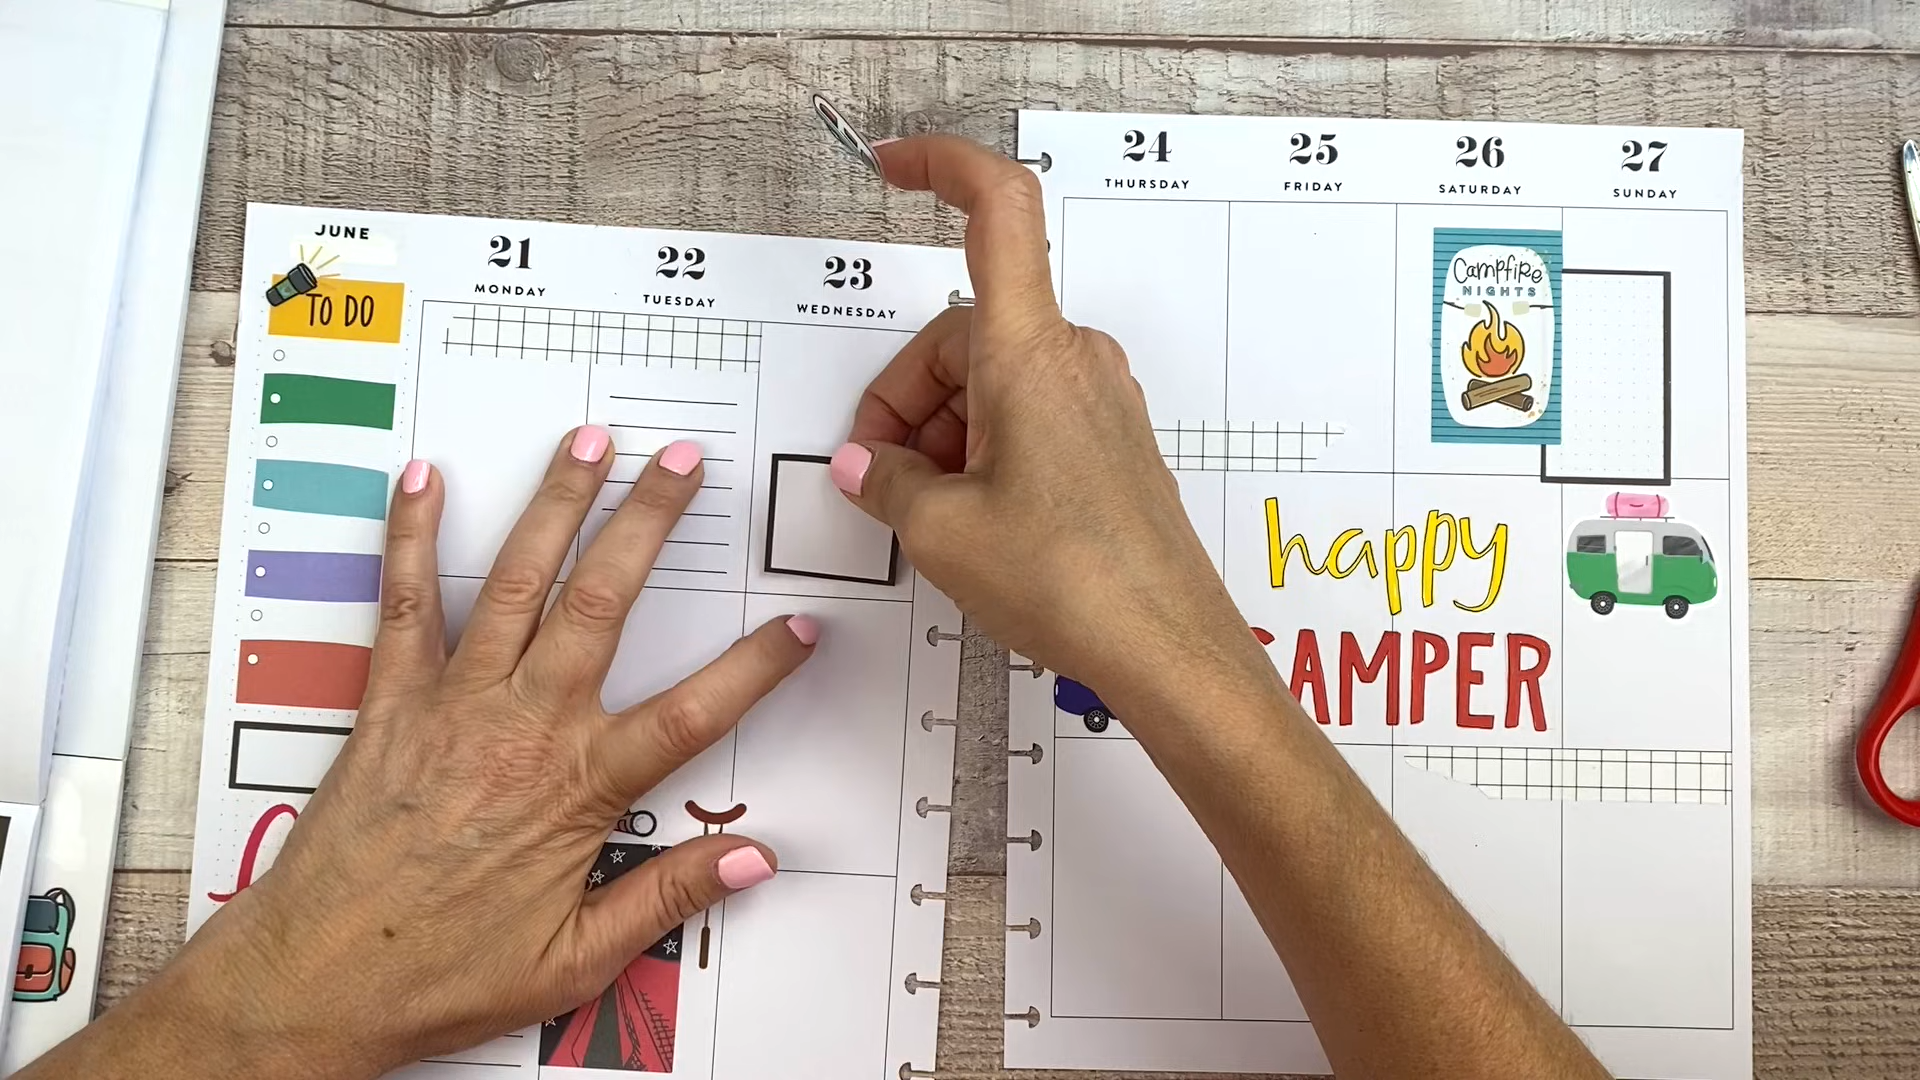 JUNE
TO DO
21
MONDAY
22
TUESDAY
23
WEDNESDAY
24
THURSDAY
25
FRIDAY
26
SATURDAY
27
SUNDAY
Campfire
NIGHTS
happy
CAMPER